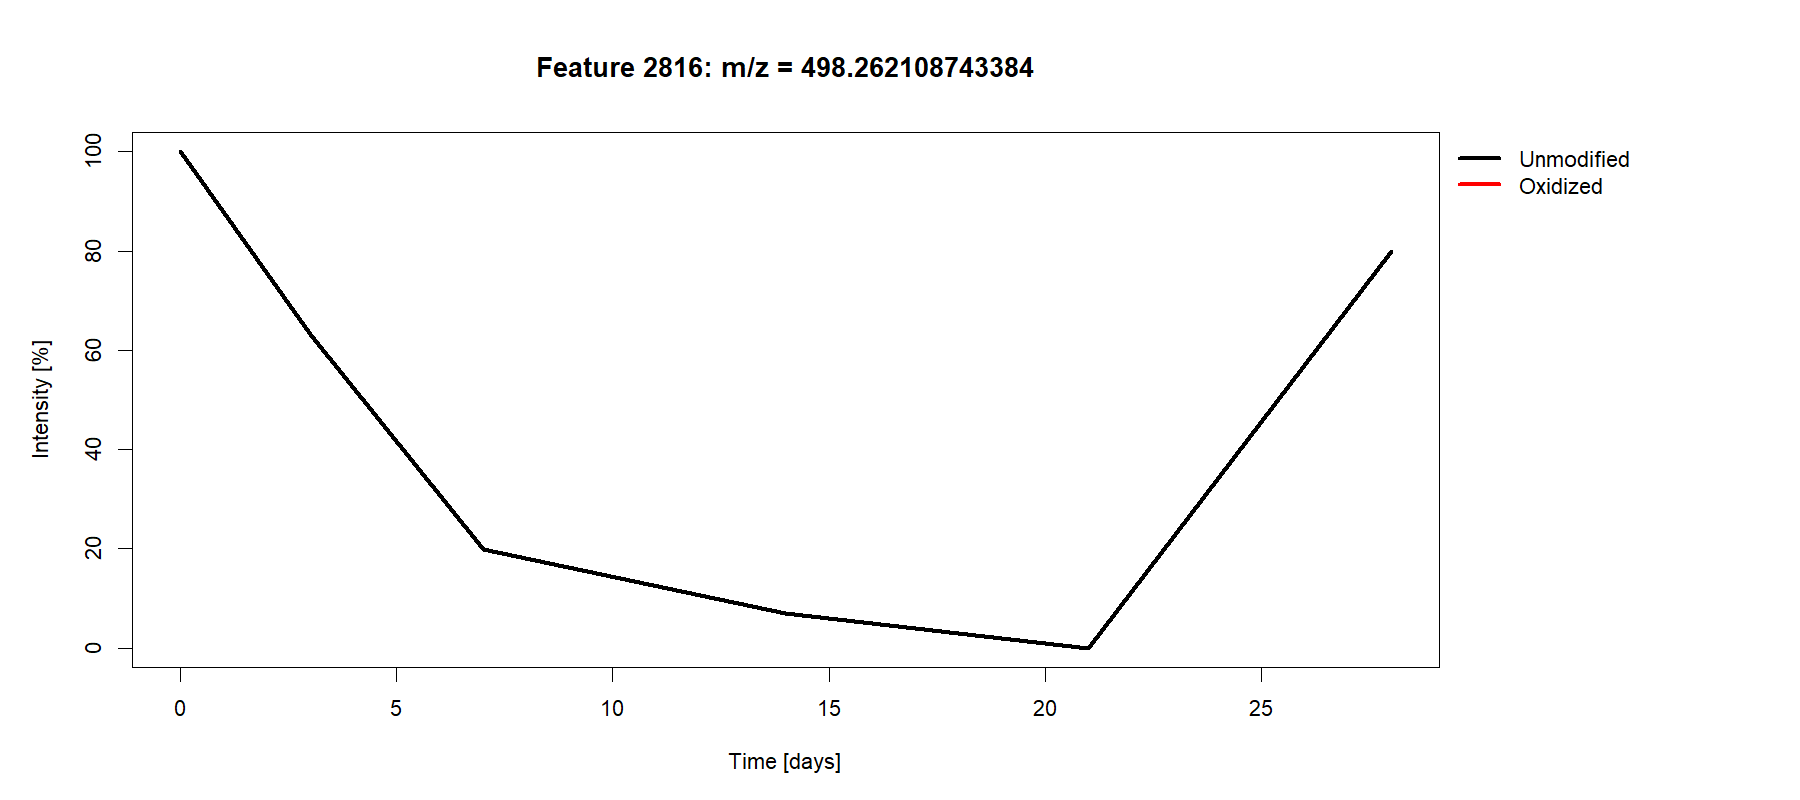 Feature 2816: m/z = 498.262108743384
Unmodified
Oxidized
Intensity [%]
100
80
60
40
20
0
0 5 10 15 20 25
Time [days]